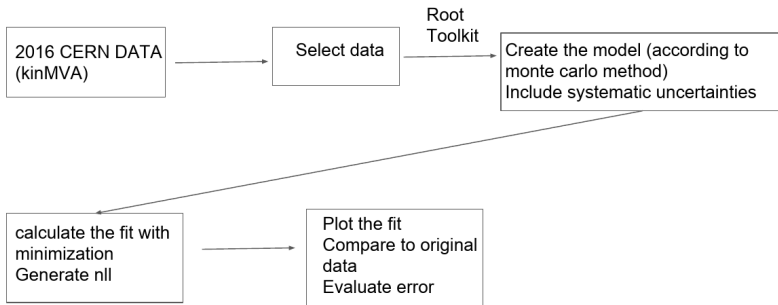 2016 CERN DATA
(kinMVA)
Select data
Root
Toolkit
Create the model (according to
monte carlo method)
Include systematic uncertainties
calculate the fit with
minimization
Generate nll
Plot the fit
Compare to original
data
Evaluate error